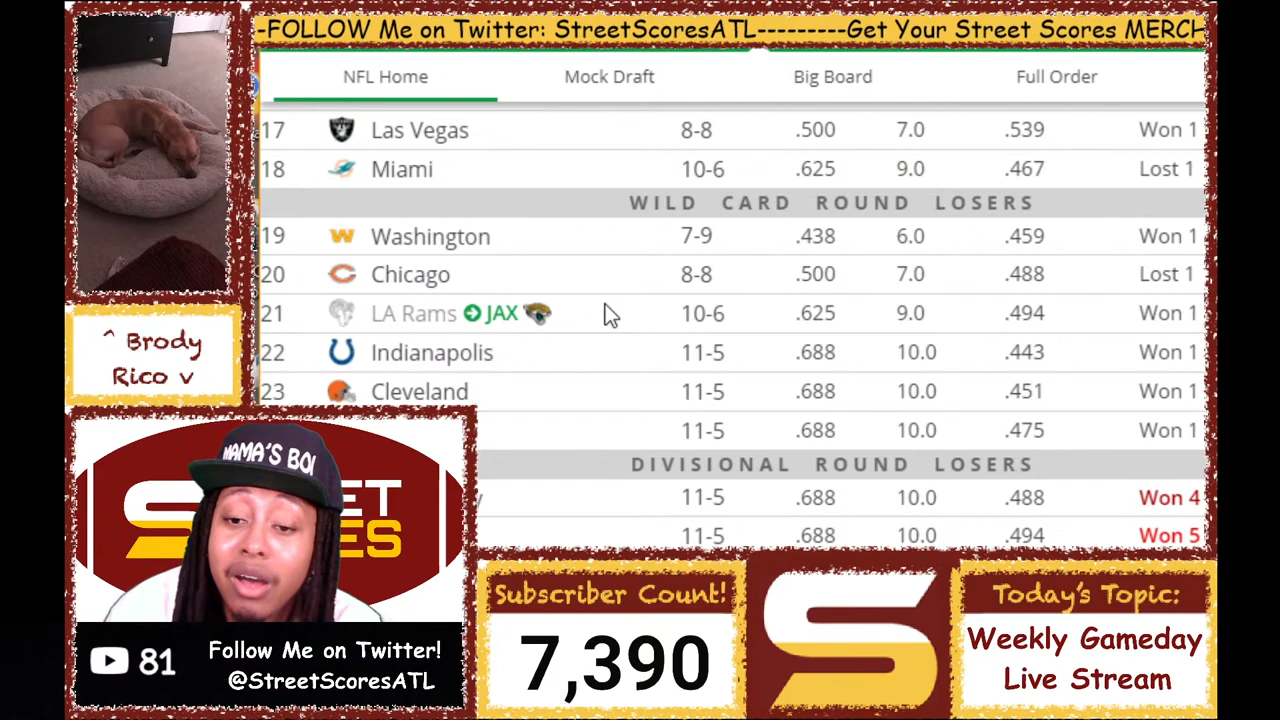 -FOLLOW Me on Twitter: StreetScoresATL---------Get Your Street Scores MERCH
NFL Home Mock Draft Big Board Full Order
17 Las Vegas 8-8 .500 7.0 .539 Won 1
18 Miami 10-6 .625 9.0 .467 Lost 1
WILD CARD ROUND LOSERS
19 Washington 7-9 .438 6.0 .459 Won 1
20 Chicago 8-8 .500 7.0 .488 Lost 1
21 LA Rams JAX 10-6 .625 9.0 .494 Won 1
22 Indianapolis 11-5 .688 10.0 .443 Won 1
23 Cleveland 11-5 .688 10.0 .451 Won 1
11-5 .688 10.0 .475 Won 1
DIVISIONAL ROUND LOSERS
11-5 .688 10.0 .488 Won 4
11-5 .688 10.0 .494 Won 5
^ Brody
Rico v
MAMA'S BOI
81
Follow Me on Twitter!
@StreetScoresATL
Subscriber Count!
7,390
Today's Topic:
Weekly Gameday
Live Stream